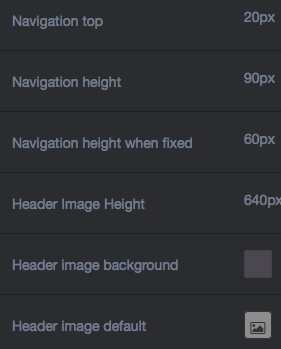 Navigation top 20px
Navigation height 90px
Navigation height when fixed 60px
Header Image Height 640px
Header image background
Header image default